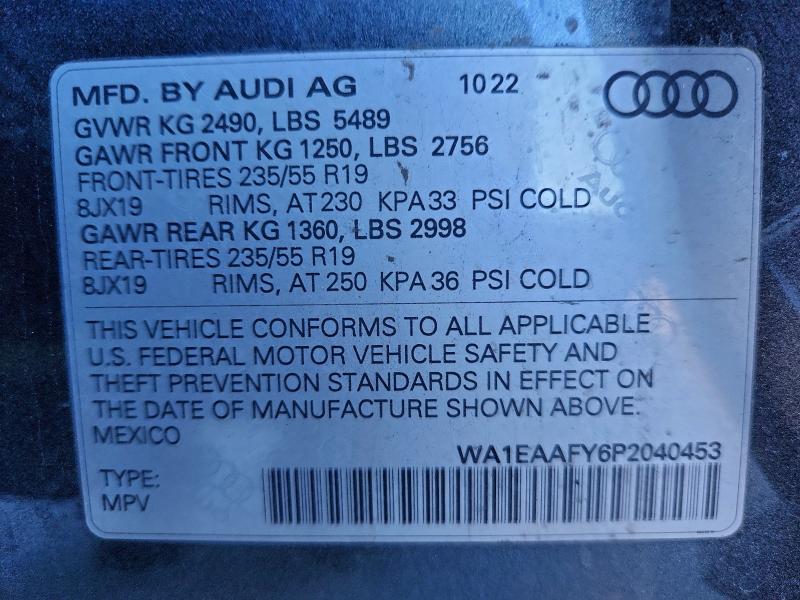 MFD. BY AUDI AG 10 22
GVWR KG 2490, LBS 5489
GAWR FRONT KG 1250, LBS 2756
FRONT-TIRES 235/55 R19
8JX19 RIMS, AT 230 KPA 33 PSI COLD
GAWR REAR KG 1360, LBS 2998
REAR-TIRES 235/55 R19
8JX19 RIMS, AT 250 KPA 36 PSI COLD
THIS VEHICLE CONFORMS TO ALL APPLICABLE
U.S. FEDERAL MOTOR VEHICLE SAFETY AND
THEFT PREVENTION STANDARDS IN EFFECT ON
THE DATE OF MANUFACTURE SHOWN ABOVE.
MEXICO
WA1EAAFY6P2040453
TYPE:
MPV